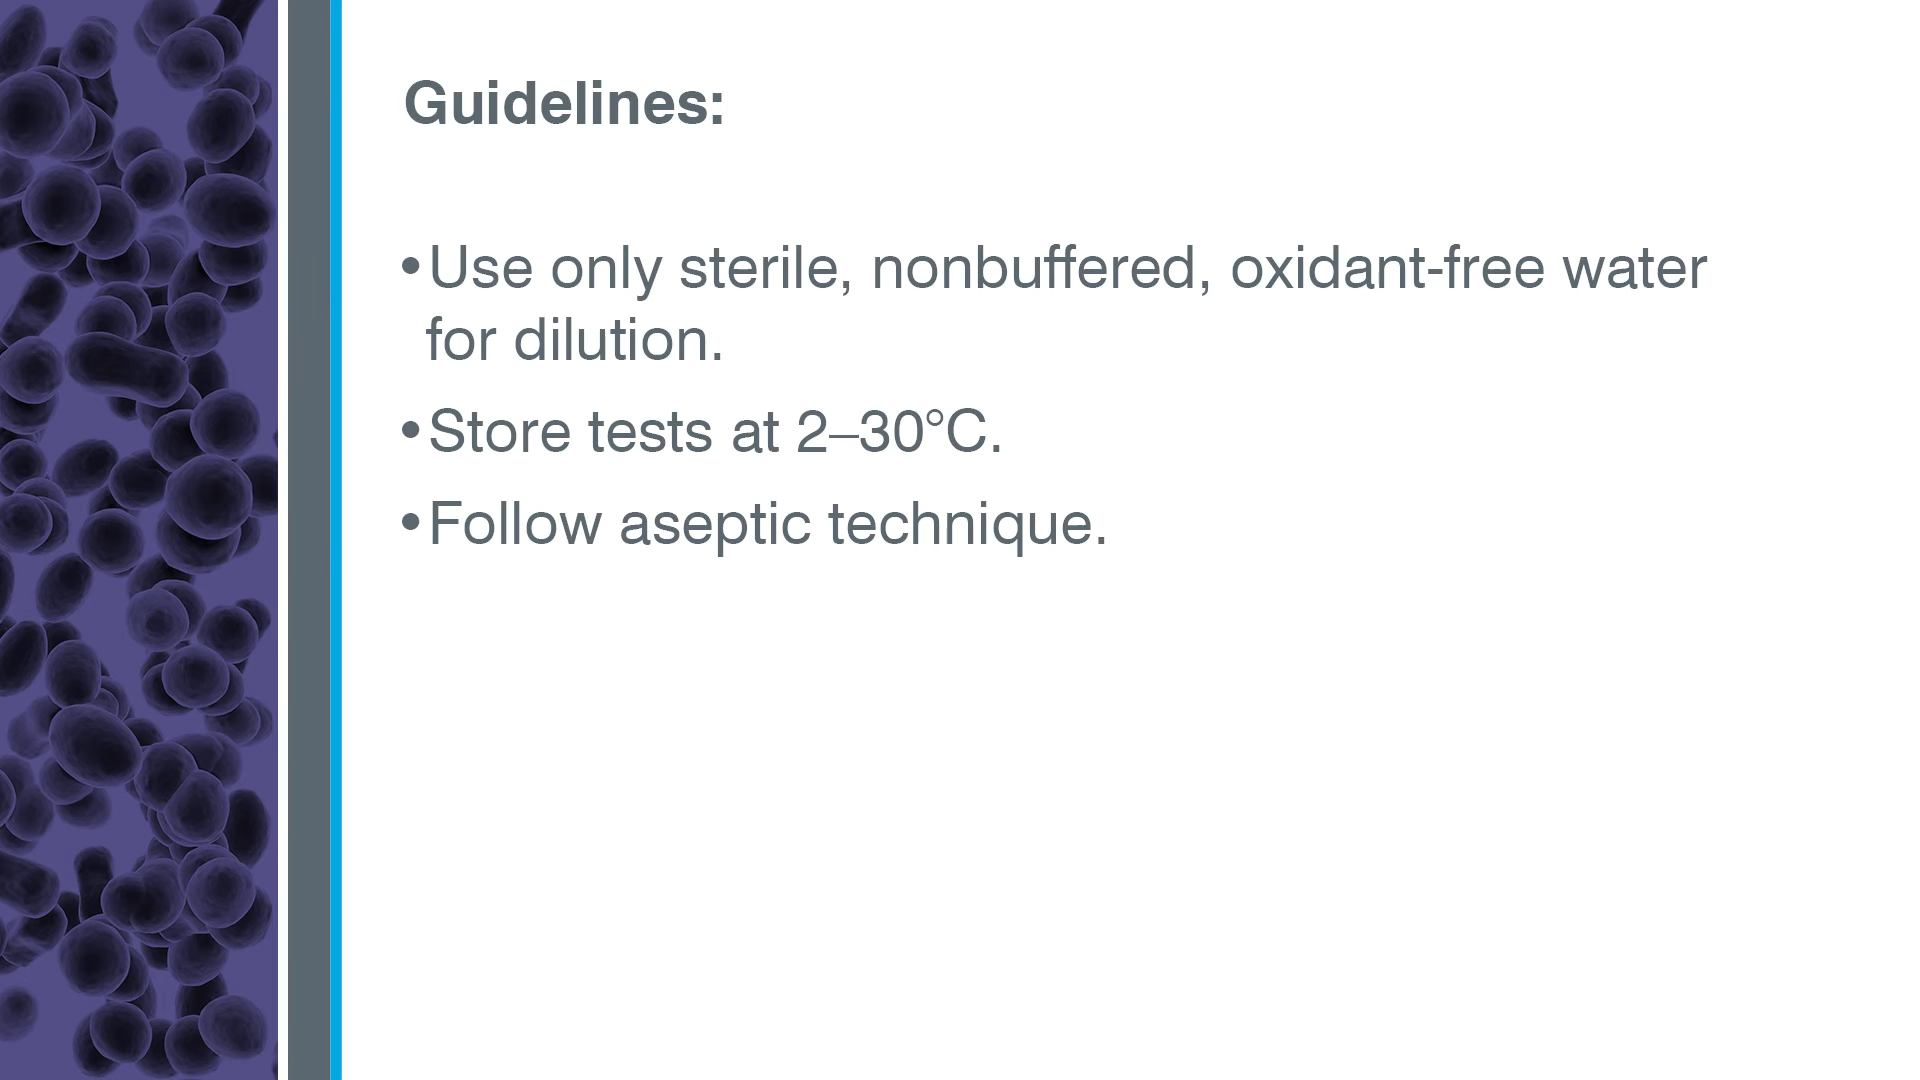 Guidelines:
•Use only sterile, nonbuffered, oxidant-free water
for dilution.
•Store tests at 2–30°C.
•Follow aseptic technique.